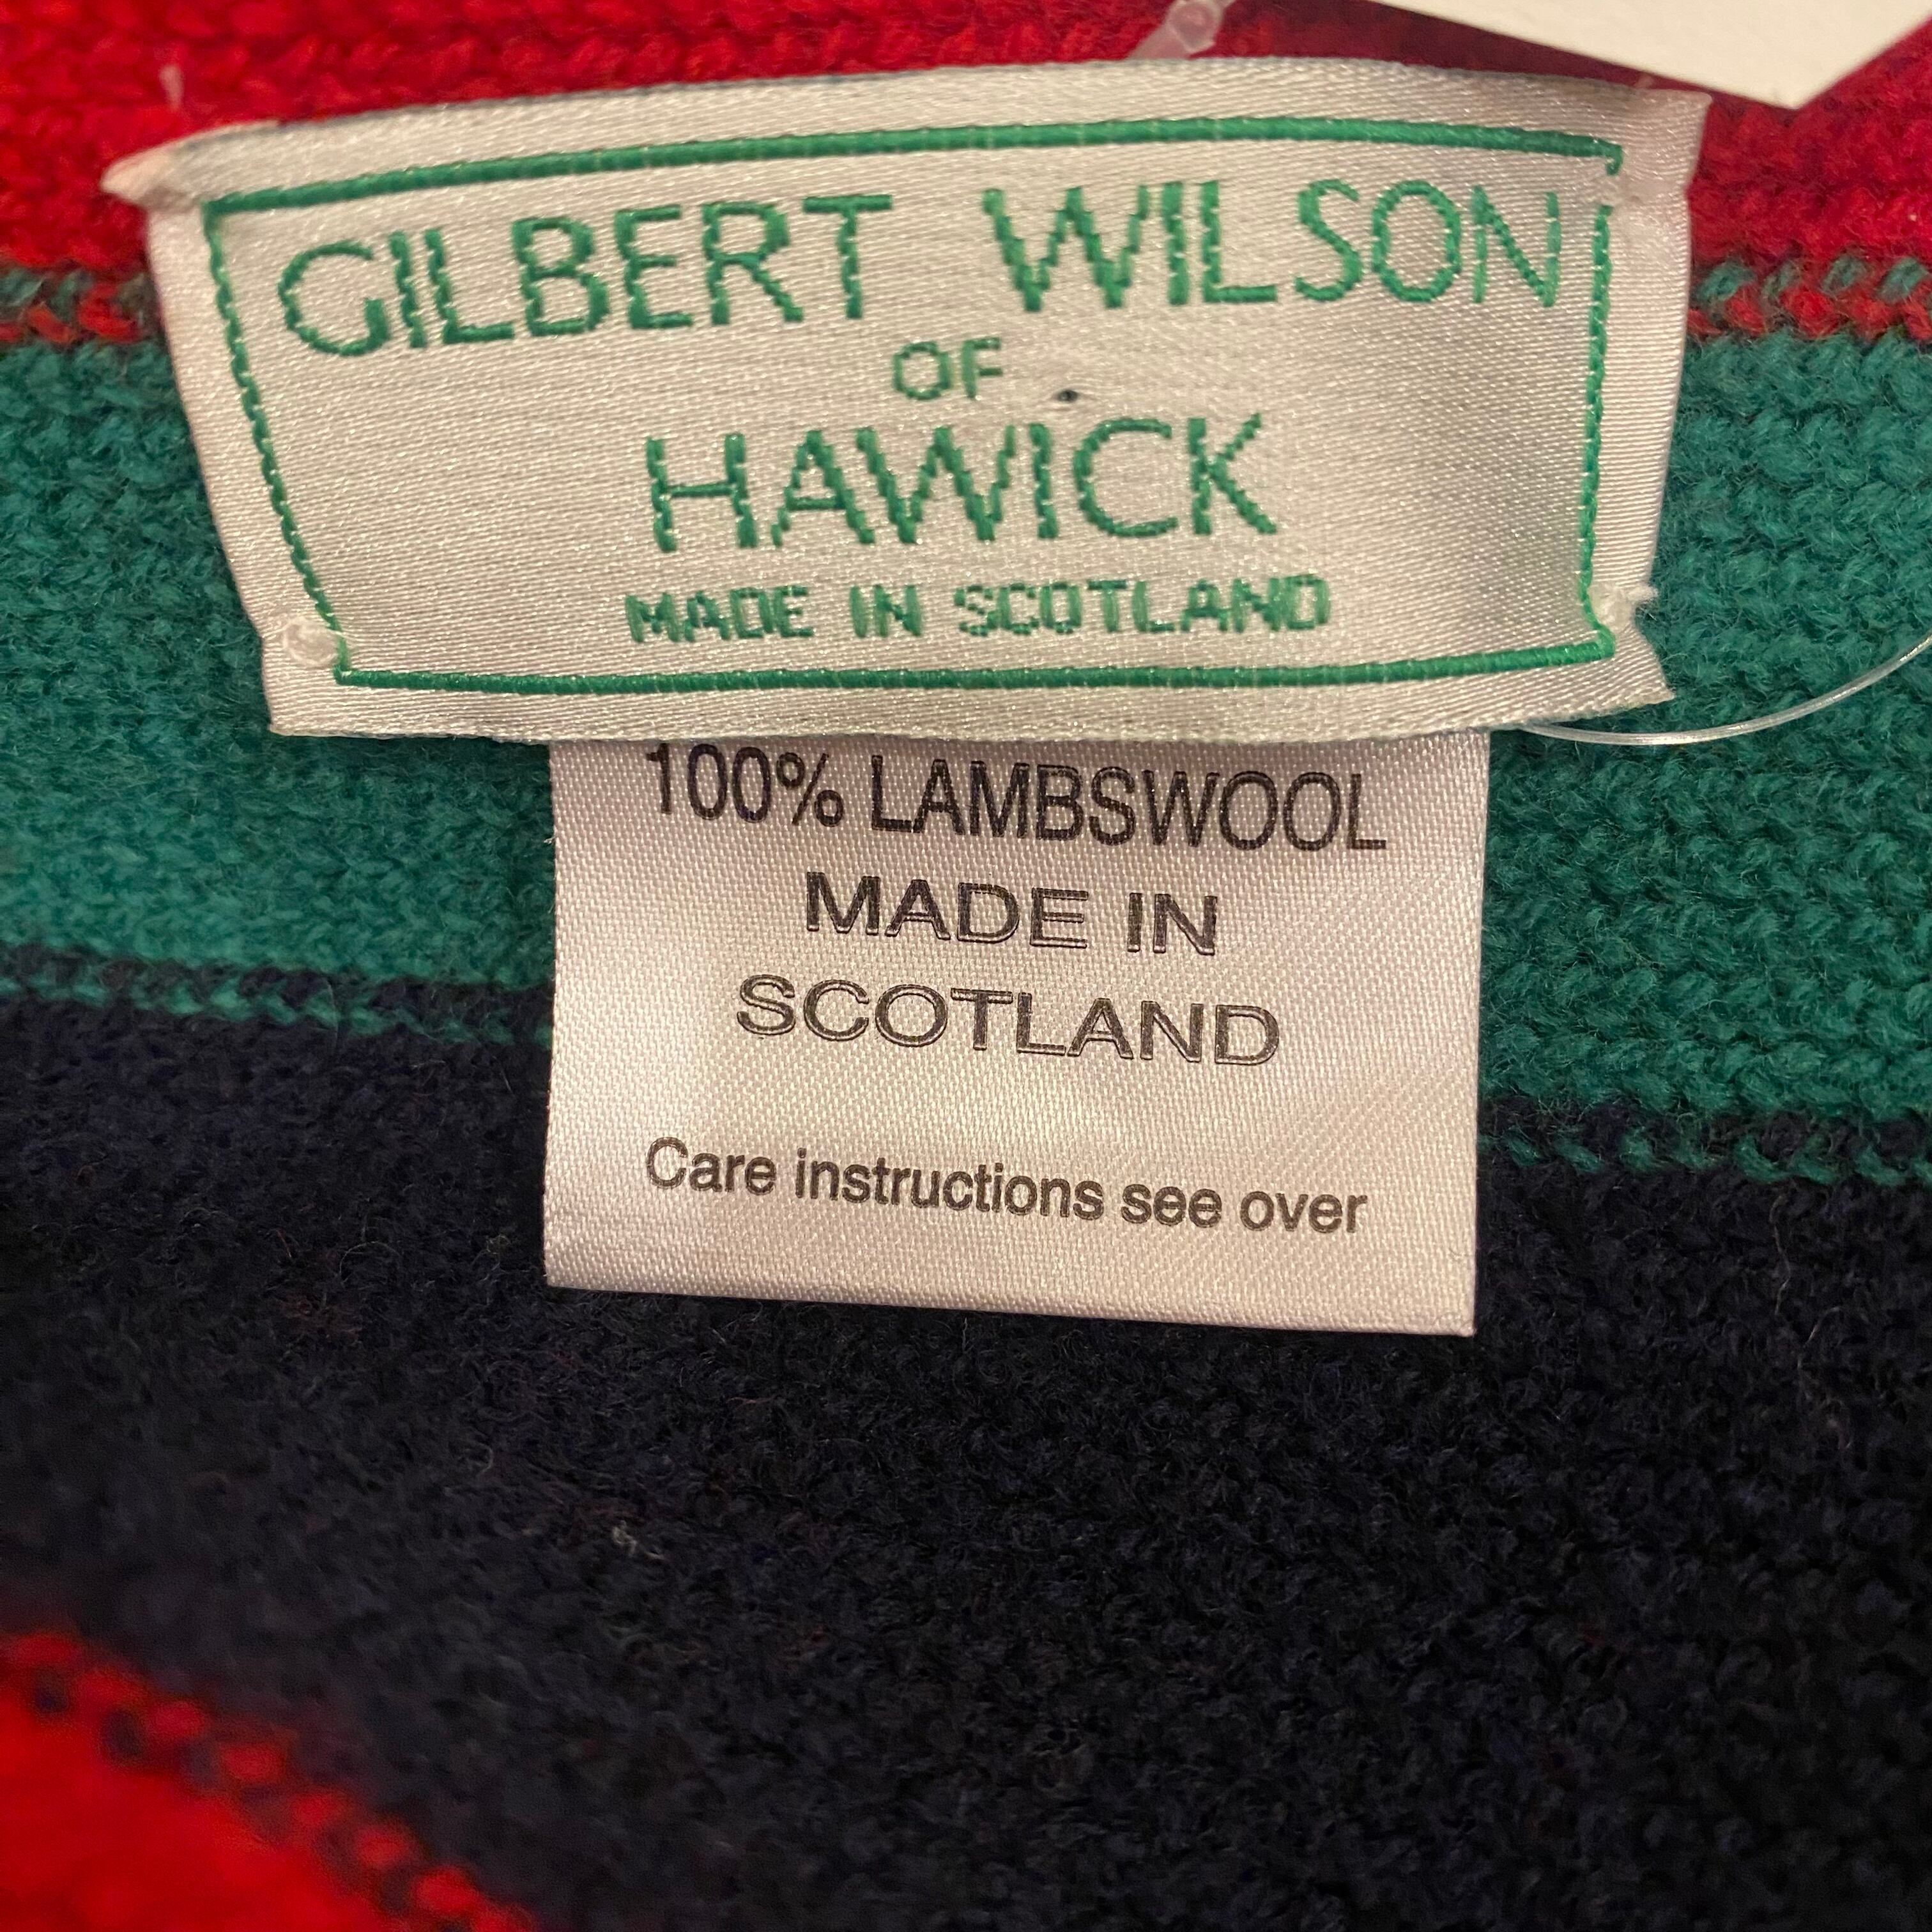 GILBERT WILSON
OF
HAWICK
MADE IN SCOTLAND
100% LAMBSWOOL
MADE IN
SCOTLAND
Care instructions see over